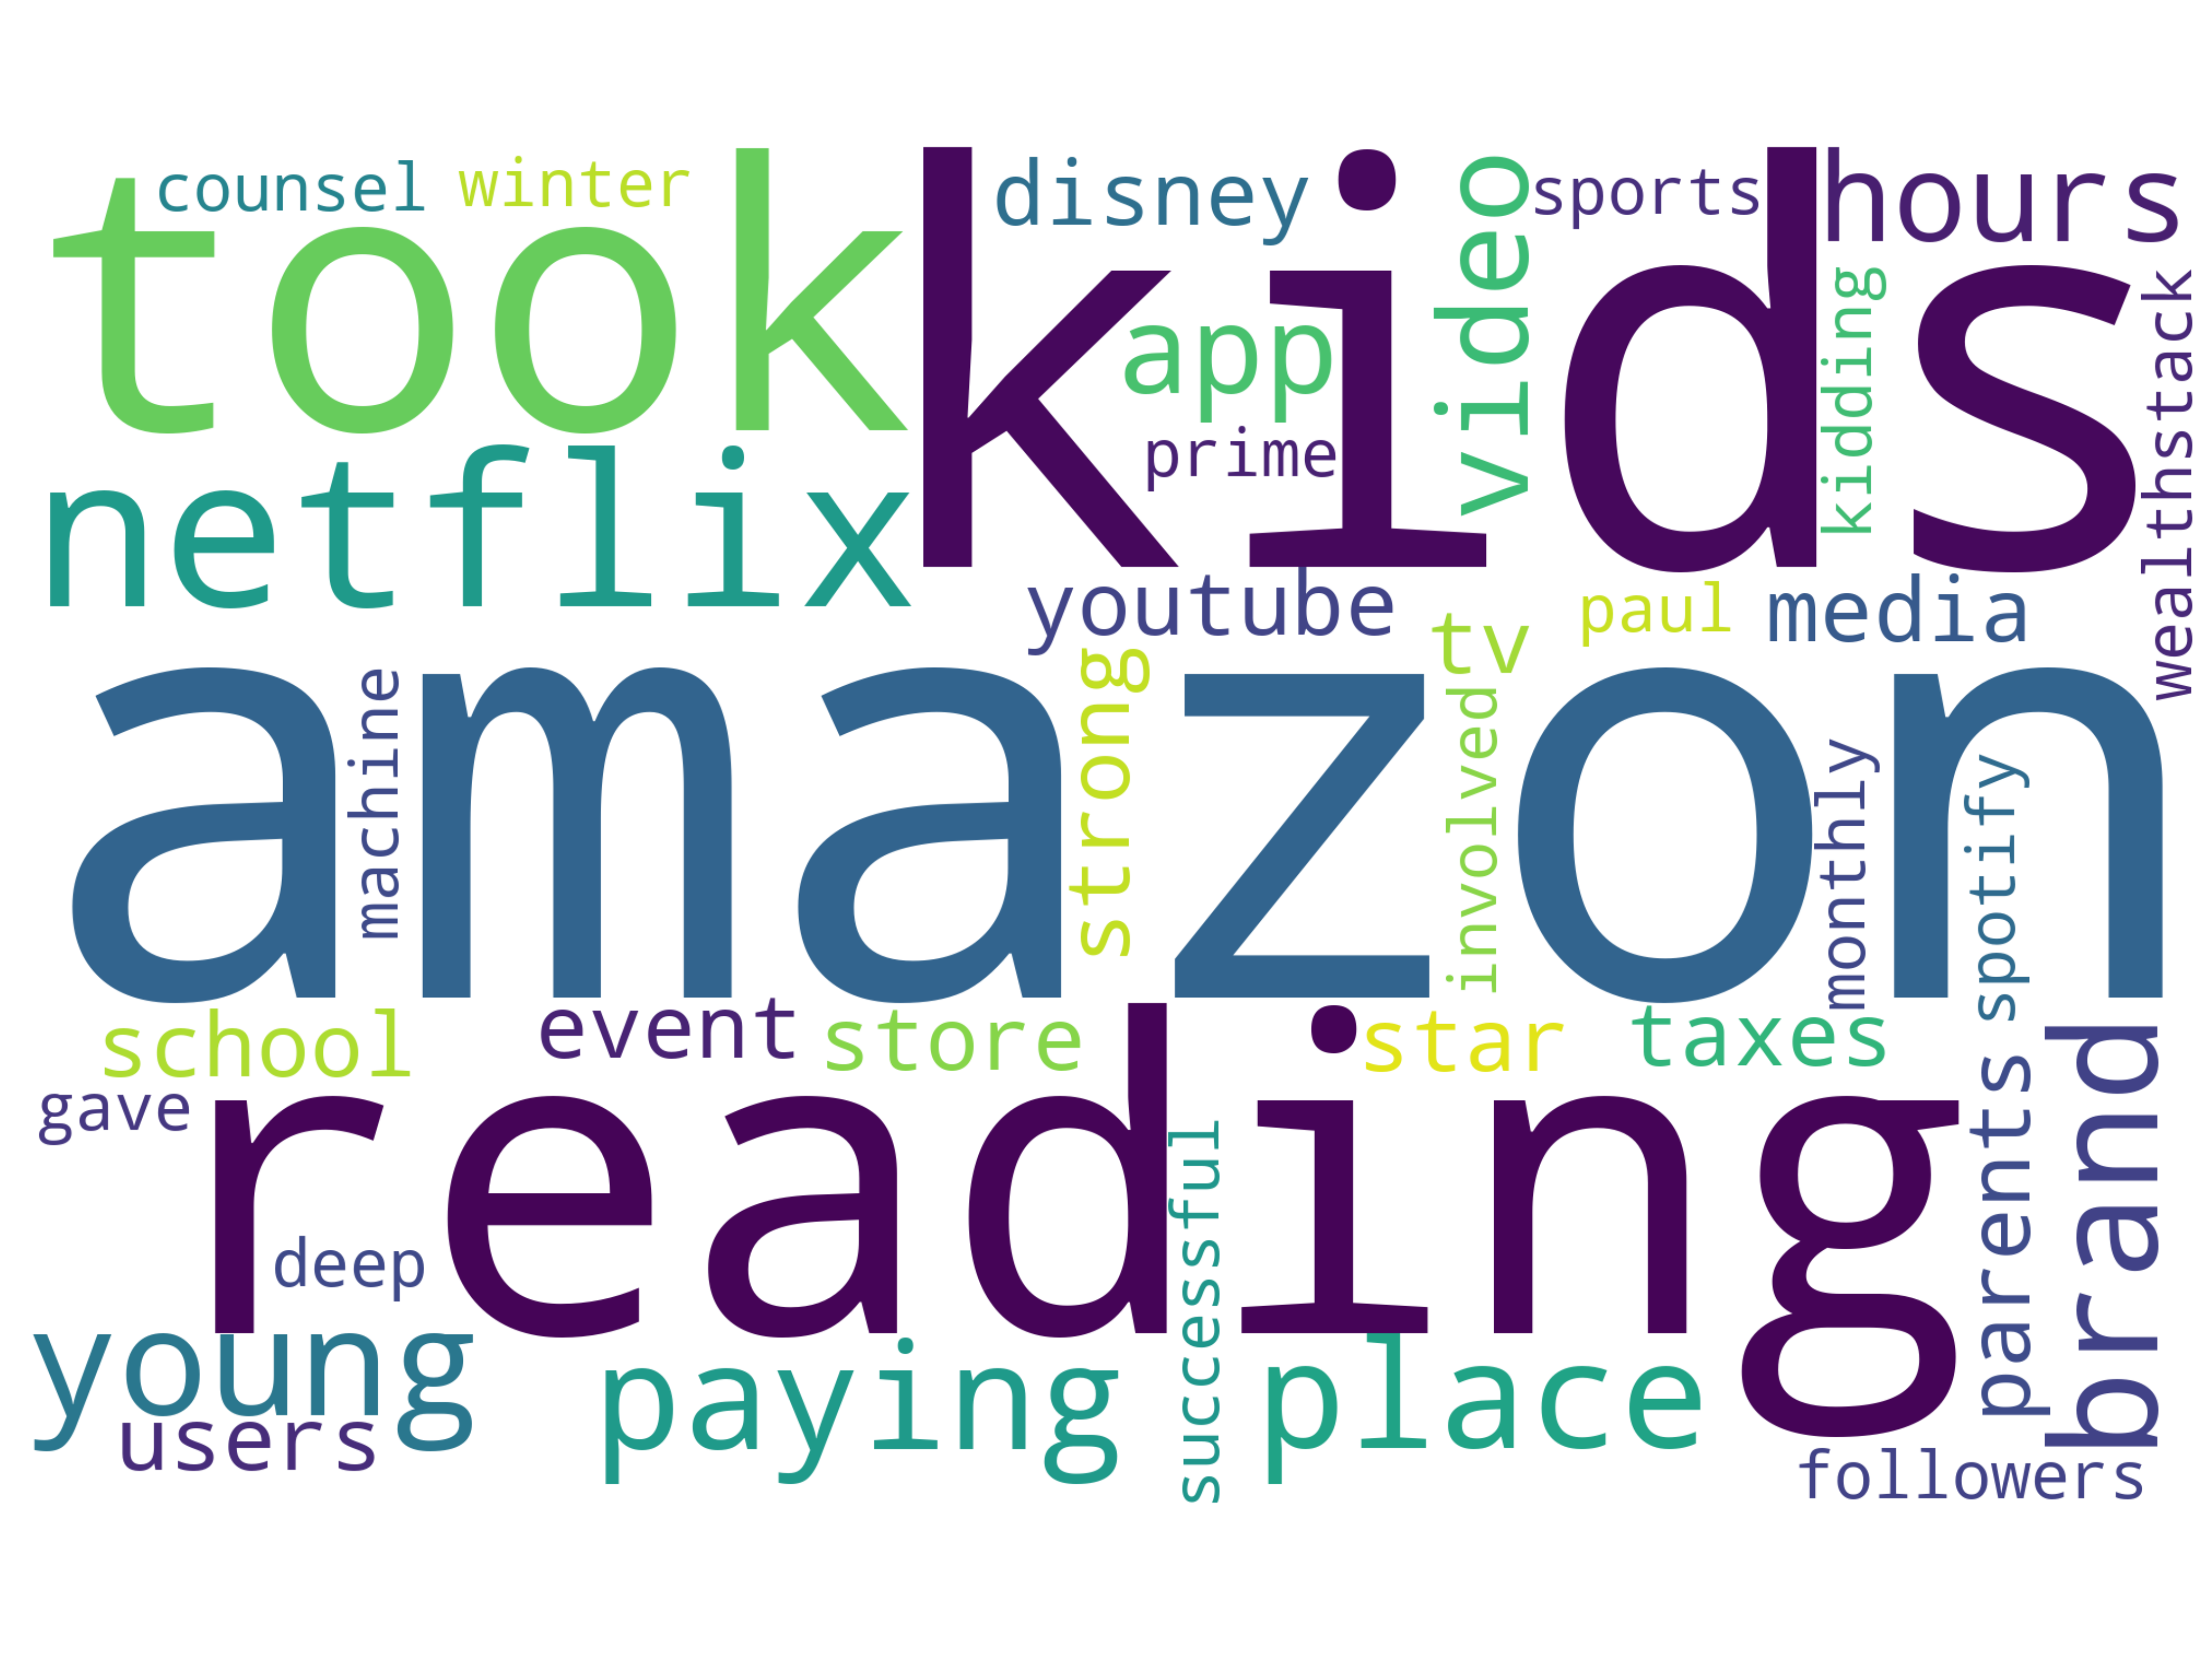 counsel
winter
took
kids
disney
video
sports
hours
app
prime
kidding
wealthstack
netflix
youtube
tv
paul
media
amazon
machine
strong
involved
monthly
spotify
school
event
store
star
taxes
gave
reading
deep
successful
parents
brand
young
users
paying
place
followers